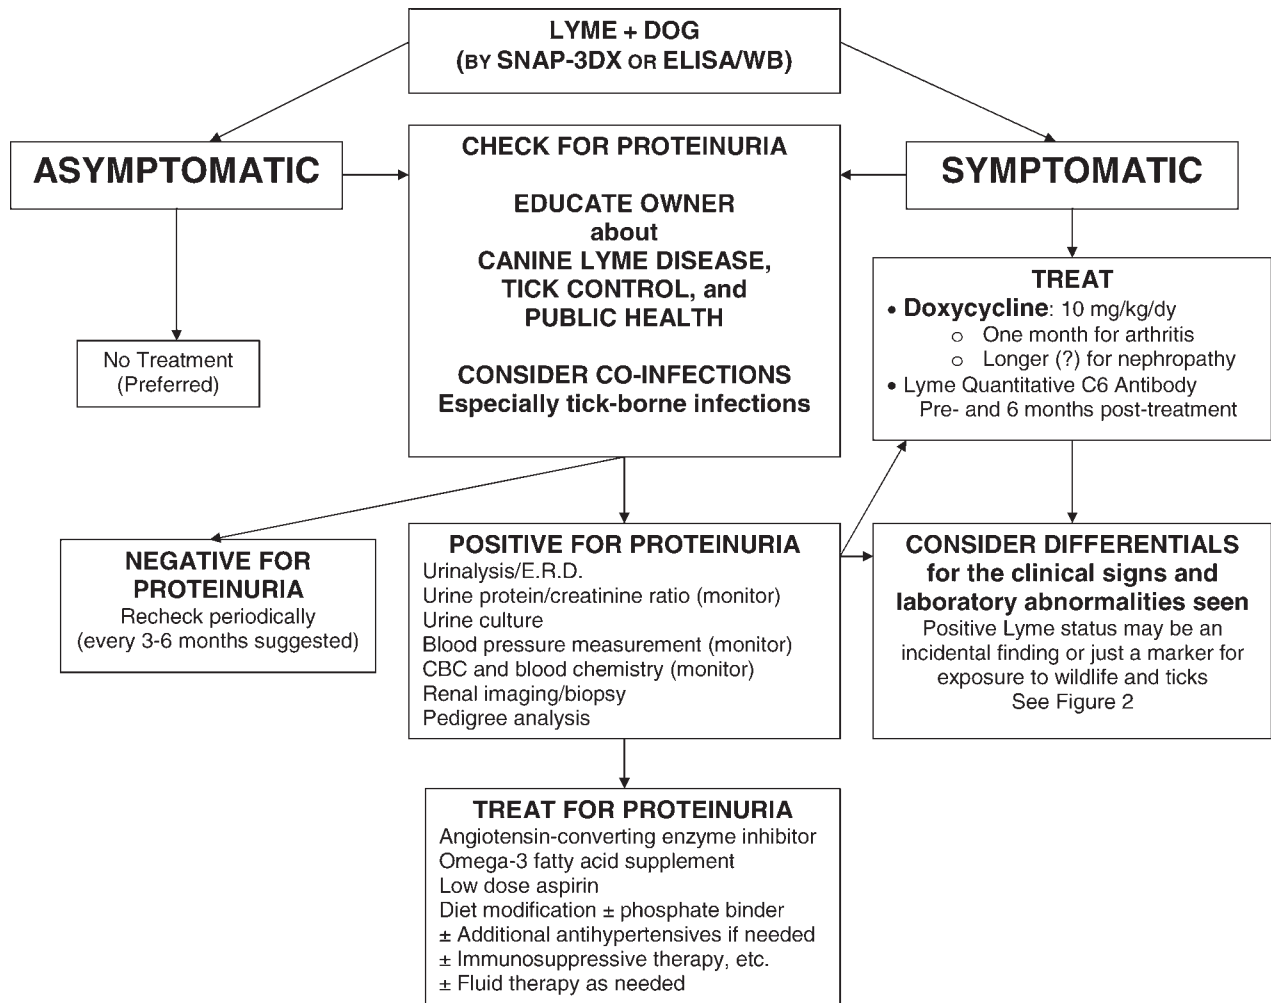 LYME + DOG
(BY SNAP-3DX OR ELISA/WB)
ASYMPTOMATIC
CHECK FOR PROTEINURIA
EDUCATE OWNER
about
CANINE LYME DISEASE,
TICK CONTROL, and
PUBLIC HEALTH
CONSIDER CO-INFECTIONS
Especially tick-borne infections
SYMPTOMATIC
No Treatment
(Preferred)
TREAT
• Doxycycline: 10 mg/kg/dy
o One month for arthritis
o Longer (?) for nephropathy
• Lyme Quantitative C6 Antibody
Pre- and 6 months post-treatment
NEGATIVE FOR
PROTEINURIA
Recheck periodically
(every 3-6 months suggested)
POSITIVE FOR PROTEINURIA
Urinalysis/E.R.D.
Urine protein/creatinine ratio (monitor)
Urine culture
Blood pressure measurement (monitor)
CBC and blood chemistry (monitor)
Renal imaging/biopsy
Pedigree analysis
CONSIDER DIFFERENTIALS
for the clinical signs and
laboratory abnormalities seen
Positive Lyme status may be an
incidental finding or just a marker for
exposure to wildlife and ticks
See Figure 2
TREAT FOR PROTEINURIA
Angiotensin-converting enzyme inhibitor
Omega-3 fatty acid supplement
Low dose aspirin
Diet modification ± phosphate binder
± Additional antihypertensives if needed
± Immunosuppressive therapy, etc.
± Fluid therapy as needed